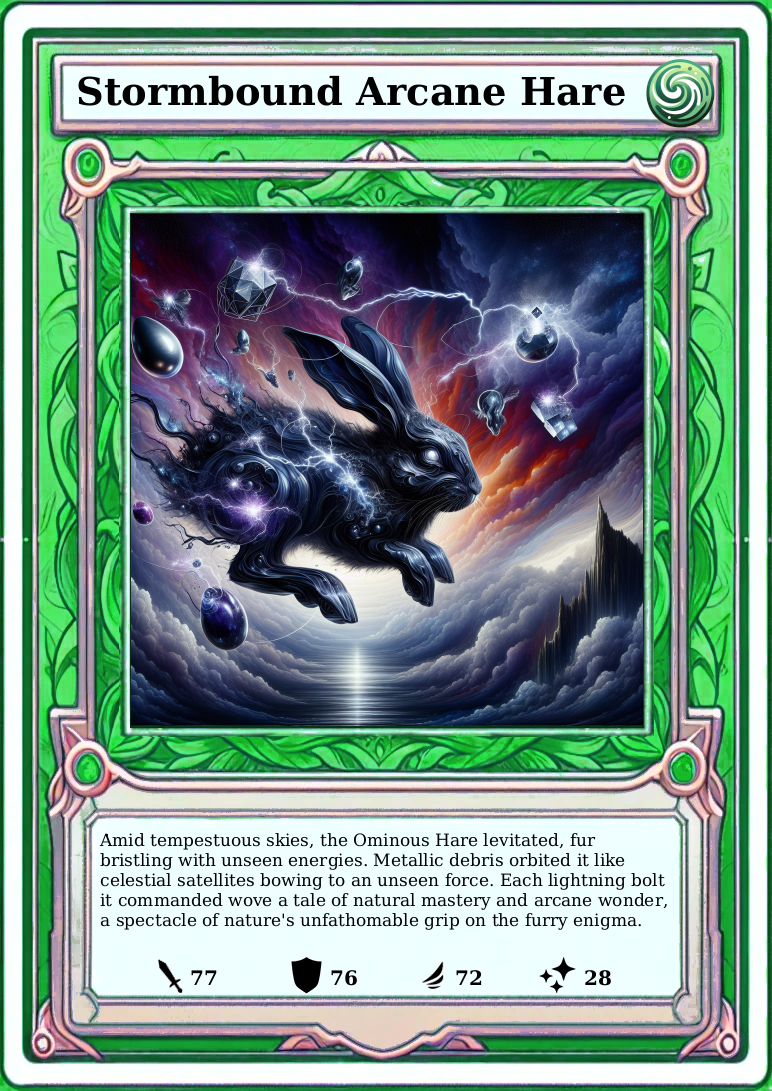 Stormbound Arcane Hare
Amid tempestuous skies, the Ominous Hare levitated, fur
bristling with unseen energies. Metallic debris orbited it like
celestial satellites bowing to an unseen force. Each lightning bolt
it commanded wove a tale of natural mastery and arcane wonder,
a spectacle of nature's unfathomable grip on the furry enigma.
77 76 72 28